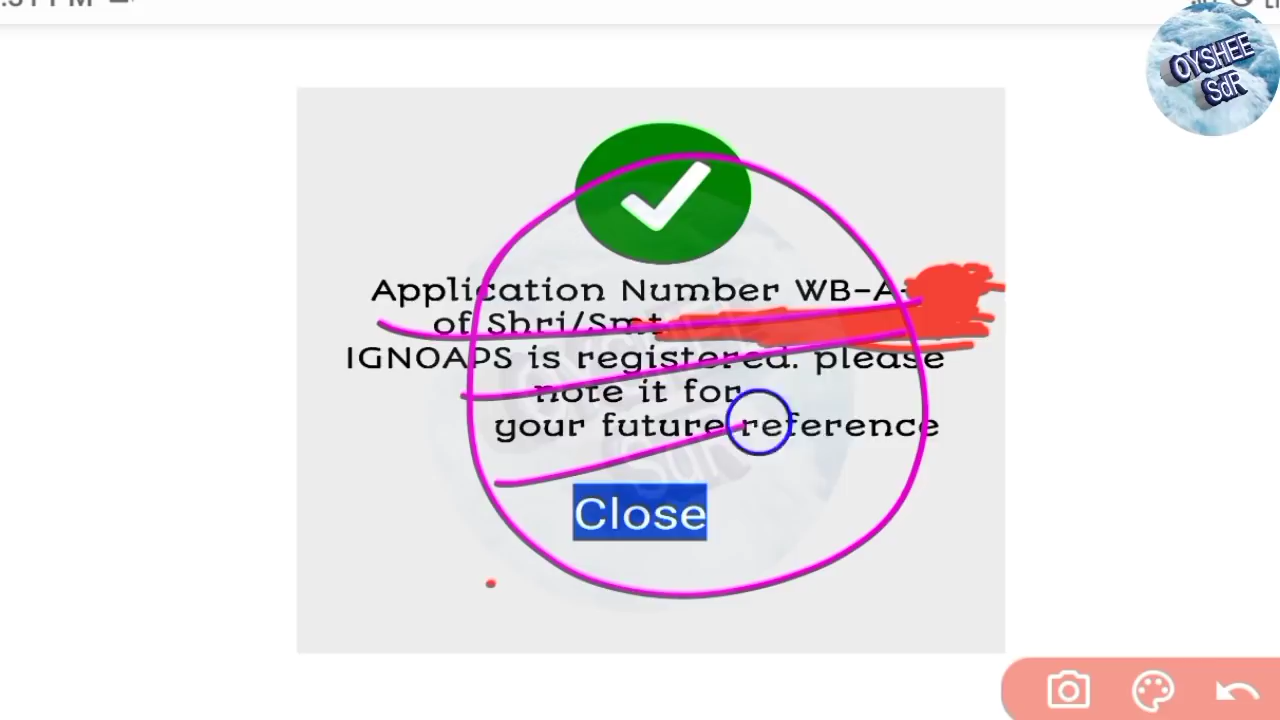 OYSHEE
SdR
Application Number WB-A-
of Shri/Smt
IGNOAPS is registered. please
note it for
your future reference
Close